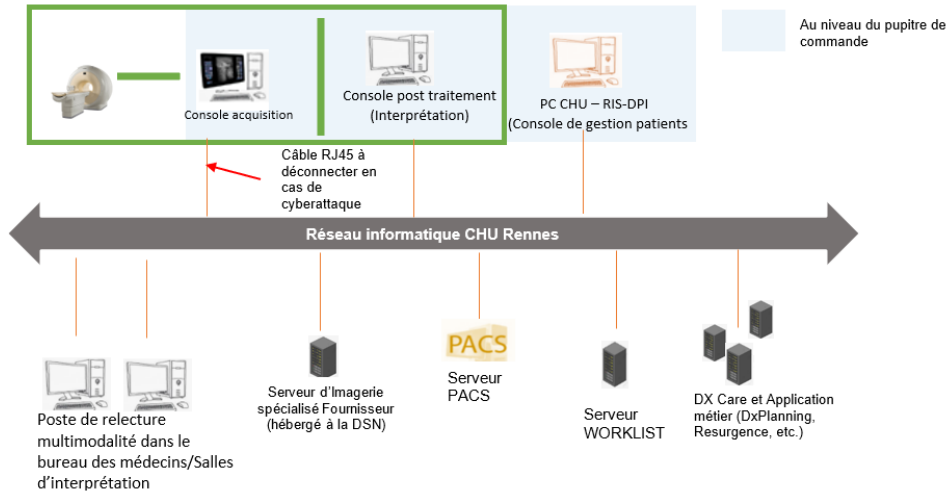 Au niveau du pupitre de
commande
Console acquisition
Console post traitement
(Interprétation)
PC CHU – RIS-DPI
(Console de gestion patients
Câble RJ45 à
déconnecter en
cas de
cyberattaque
Réseau informatique CHU Rennes
Poste de relecture
multimodalité dans le
bureau des médecins/Salles
d'interprétation
Serveur d'Imagerie
spécialisé Fournisseur
(hébergé à la DSN)
PACS
Serveur
PACS
Serveur
WORKLIST
DX Care et Application
métier (DxPlanning,
Resurgence, etc.)